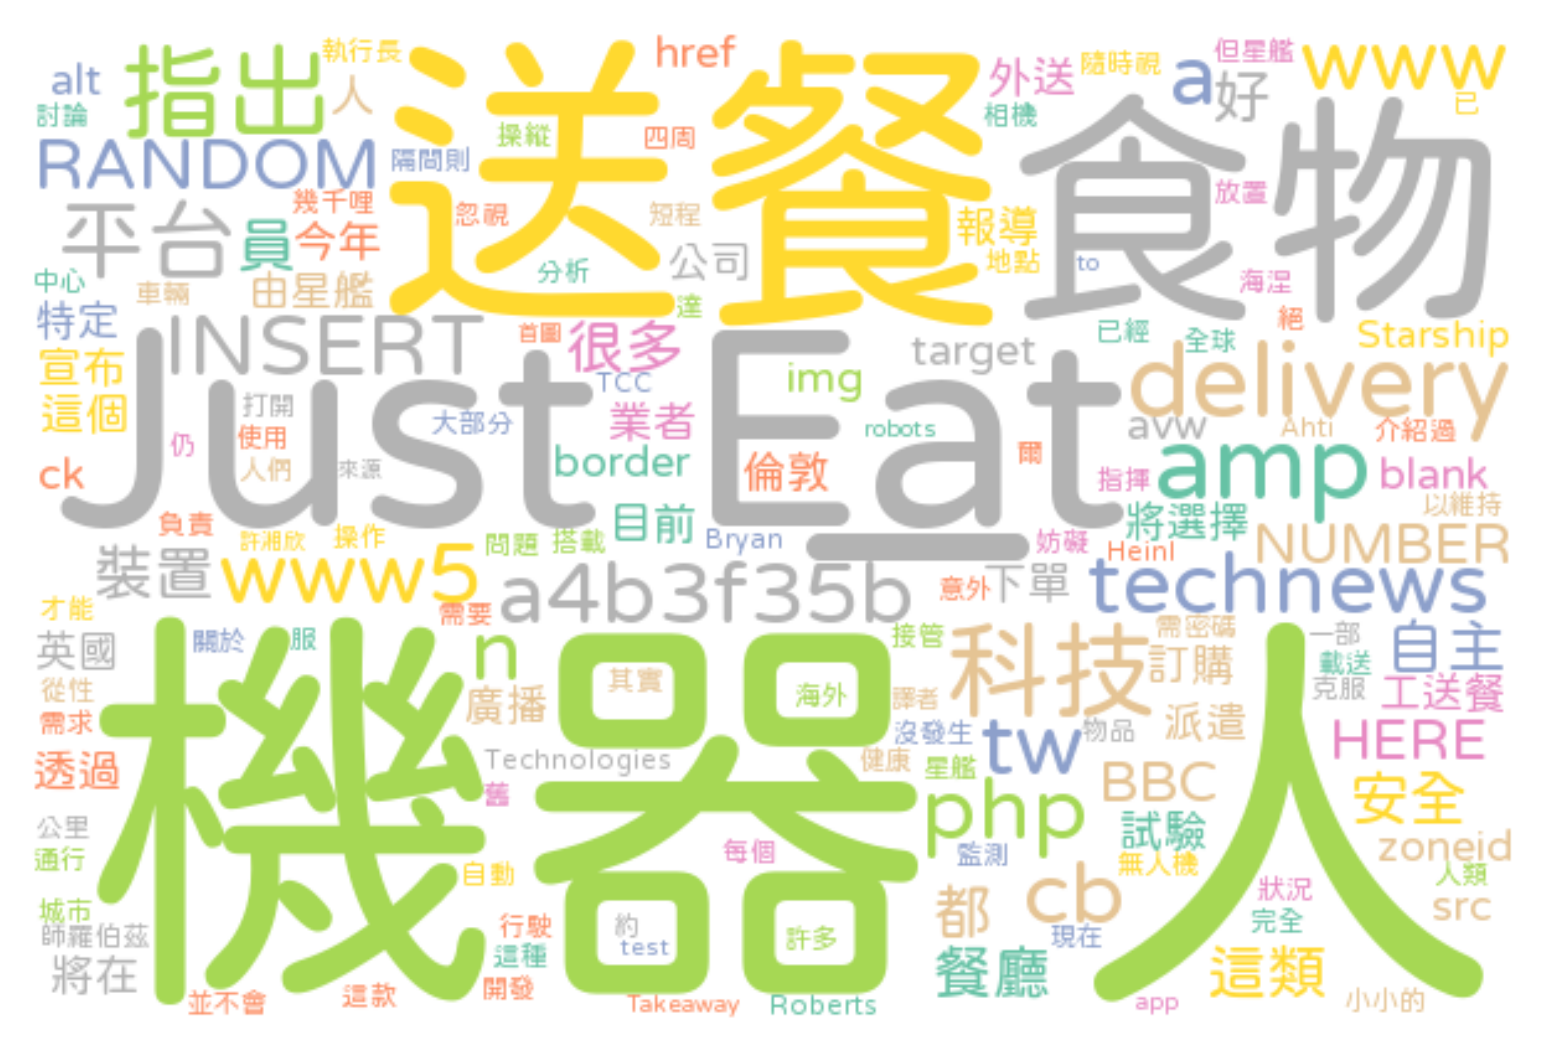 alt
指出
執行長
人
送餐
href
外送
隨時視
a
但星艦
好
www
已
討論
操縱
四周
相機
RANDOM
隔間則
食物
幾千哩
忽視
短程
放置
平台
員
今年
公司
報導
地點
to
海涅
中心
車輛
由星艦
分析
達
特定
INSERT
首圖
很多
已經
全球
絕
Starship
宣布
TCC
img
target
delivery
這個
打開
Just Eat
大部分
業者
robots
avw
Ahti
介紹過
仍
使用
ck
人們
來源
border
倫敦
爾
指揮
amp
blank
負責
許湘欣
操作
問題
搭載
目前
Bryan
妨礙
將選擇
以維持
Heinl
NUMBER
裝置
www5
a4b3f35b
意外
下單
technews
才能
需要
英國
關於
服
n
接管
科技
需密碼
一部
自主
從性
廣播
其實
海外
譯者
訂購
載送
克服
工送餐
需求
沒發生
tw
物品
派遣
HERE
透過
機器人
Technologies
健康
星艦
BBC
安全
舊
php
試驗
公里
每個
監測
無人機
zoneid
通行
自動
人類
城市
都
cb
狀況
src
師羅伯茲
行駛
約
許多
完全
將在
這種
test
現在
餐廳
這類
並不會
這款
開發
Takeaway
Roberts
app
小小的